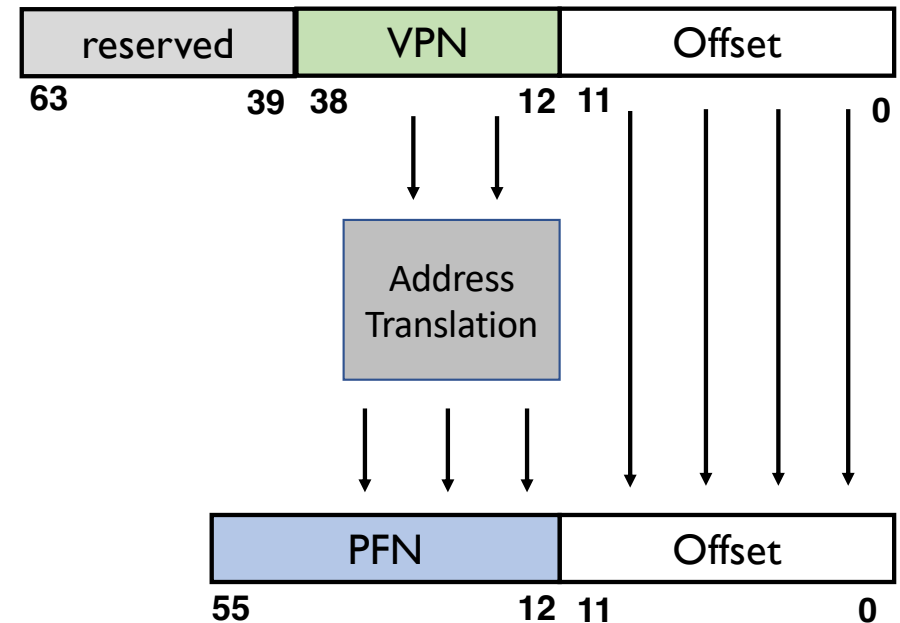 reserved VPN Offset
63 39 38 12 11 0
Address
Translation
PFN Offset
55 12 11 0